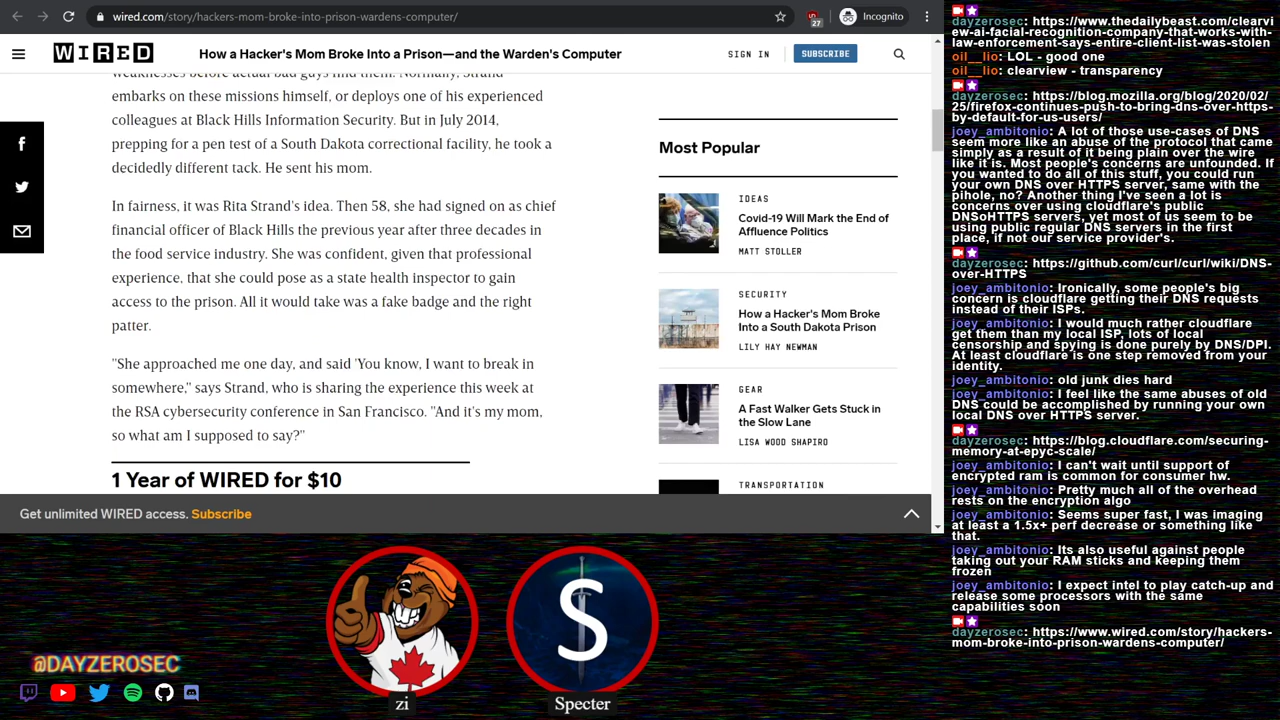 wired.com/story/hackers-mom-broke-into-prison-wardens-computer/
27
Incognito
WIRED
How a Hacker's Mom Broke Into a Prison—and the Warden's Computer
SIGN IN
SUBSCRIBE
weaknesses before actual bad guys find them. Normally, Strand
embarks on these missions himself, or deploys one of his experienced
colleagues at Black Hills Information Security. But in July 2014,
prepping for a pen test of a South Dakota correctional facility, he took a
decidedly different tack. He sent his mom.
In fairness, it was Rita Strand's idea. Then 58, she had signed on as chief
financial officer of Black Hills the previous year after three decades in
the food service industry. She was confident, given that professional
experience, that she could pose as a state health inspector to gain
access to the prison. All it would take was a fake badge and the right
patter.
"She approached me one day, and said 'You know, I want to break in
somewhere,'' says Strand, who is sharing the experience this week at
the RSA cybersecurity conference in San Francisco. "And it's my mom,
so what am I supposed to say?"
1 Year of WIRED for $10
Most Popular
IDEAS
Covid-19 Will Mark the End of
Affluence Politics
MATT STOLLER
SECURITY
How a Hacker's Mom Broke
Into a South Dakota Prison
LILY HAY NEWMAN
GEAR
A Fast Walker Gets Stuck in
the Slow Lane
LISA WOOD SHAPIRO
TRANSPORTATION
Get unlimited WIRED access. Subscribe
@DAYZEROSEC
zi
S
Specter
dayzerosec: https://www.thedailybeast.com/clearvi
ew-ai-facial-recognition-company-that-works-with-
law-enforcement-says-entire-client-list-was-stolen
oil__lio: LOL - good one
oil__lio: clearview - transparency
dayzerosec: https://blog.mozilla.org/blog/2020/02/
25/firefox-continues-push-to-bring-dns-over-https-
by-default-for-us-users/
joey_ambitonio: A lot of those use-cases of DNS
seem more like an abuse of the protocol that came
simply as a result of it being plain over the wire
like it is. Most people's concerns are unfounded. If
you wanted to do all of this stuff, you could run
your own DNS over HTTPS server, same with the
pihole, no? Another thing I've seen a lot is
concerns over using cloudflare's public
DNSoHTTPS servers, yet most of us seem to be
using public regular DNS servers in the first
place, if not our service provider's.
dayzerosec: https://github.com/curl/curl/wiki/DNS-
over-HTTPS
joey_ambitonio: Ironically, some people's big
concern is cloudflare getting their DNS requests
instead of their ISPs.
joey_ambitonio: I would much rather cloudflare
get them than my local ISP, lots of local
censorship and spying is done purely by DNS/DPI.
At least cloudflare is one step removed from your
identity.
joey_ambitonio: old junk dies hard
joey_ambitonio: I feel like the same abuses of old
DNS could be accomplished by running your own
local DNS over HTTPS server.
dayzerosec: https://blog.cloudflare.com/securing-
memory-at-epyc-scale/
joey_ambitonio: I can't wait until support of
encrypted ram is common for consumer hw.
joey_ambitonio: Pretty much all of the overhead
rests on the encryption algo
joey_ambitonio: Seems super fast, I was imaging
at least a 1.5x+ perf decrease or something like
that.
joey_ambitonio: Its also useful against people
taking out your RAM sticks and keeping them
frozen
joey_ambitonio: I expect intel to play catch-up and
release some processors with the same
capabilities soon
dayzerosec: https://www.wired.com/story/hackers-
mom-broke-into-prison-wardens-computer/